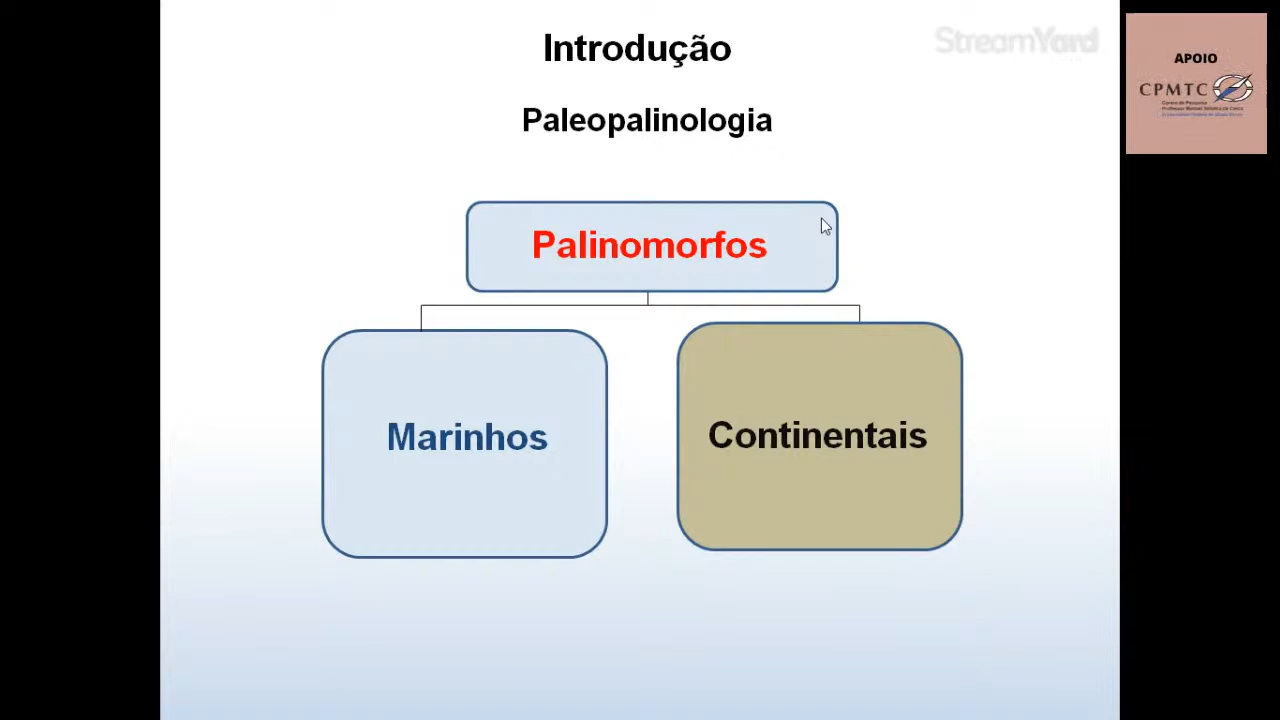 Introdução
StreamYard
Paleopalinologia
Palinomorfos
Marinhos
Continentais
APOIO
CPMTC